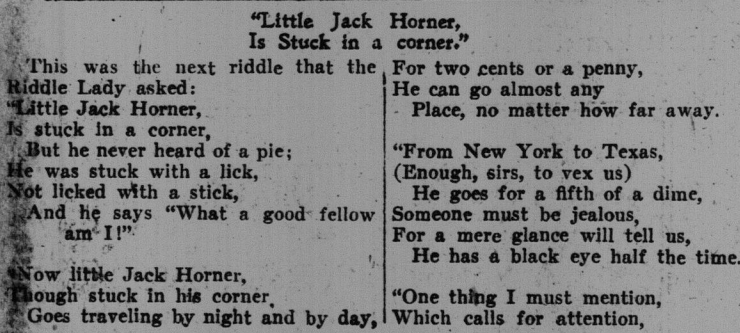 "Little Jack Horner,
Is Stuck in a corner."
This was the next riddle that the
Riddle Lady asked:
"Little Jack Horner,
Is stuck in a corner,
But he never heard of a pie;
He was stuck with a lick,
Not licked with a stick,
And he says "What a good fellow
am I!"
"Now little Jack Horner,
Though stuck in his corner,
Goes traveling by night and by day,
For two cents or a penny,
He can go almost any
Place, no matter how far away.
"From New York to Texas,
(Enough, sirs, to vex us)
He goes for a fifth of a dime,
Someone must be jealous,
For a mere glance will tell us,
He has a black eye half the time.
"One thing I must mention,
Which calls for attention,